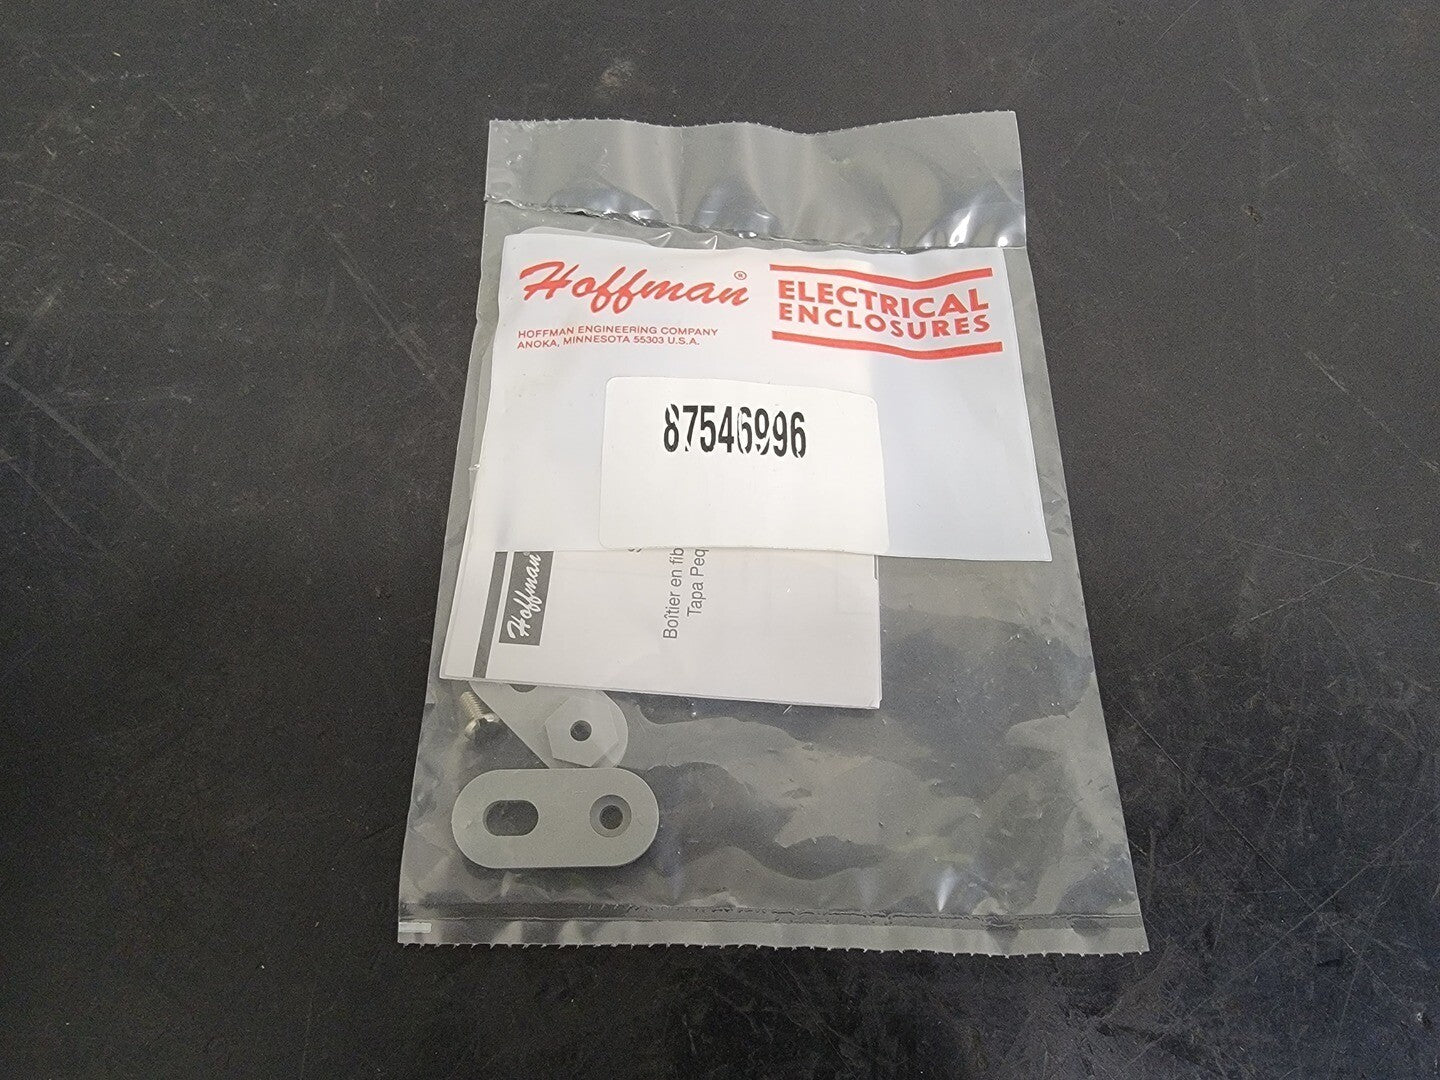 Hoffman®
ELECTRICAL
ENCLOSURES
HOFFMAN ENGINEERING COMPANY
ANOKA, MINNESOTA 55303 U.S.A.
87546996
Hoffman®
Boîtier en fib
Tapa Peq